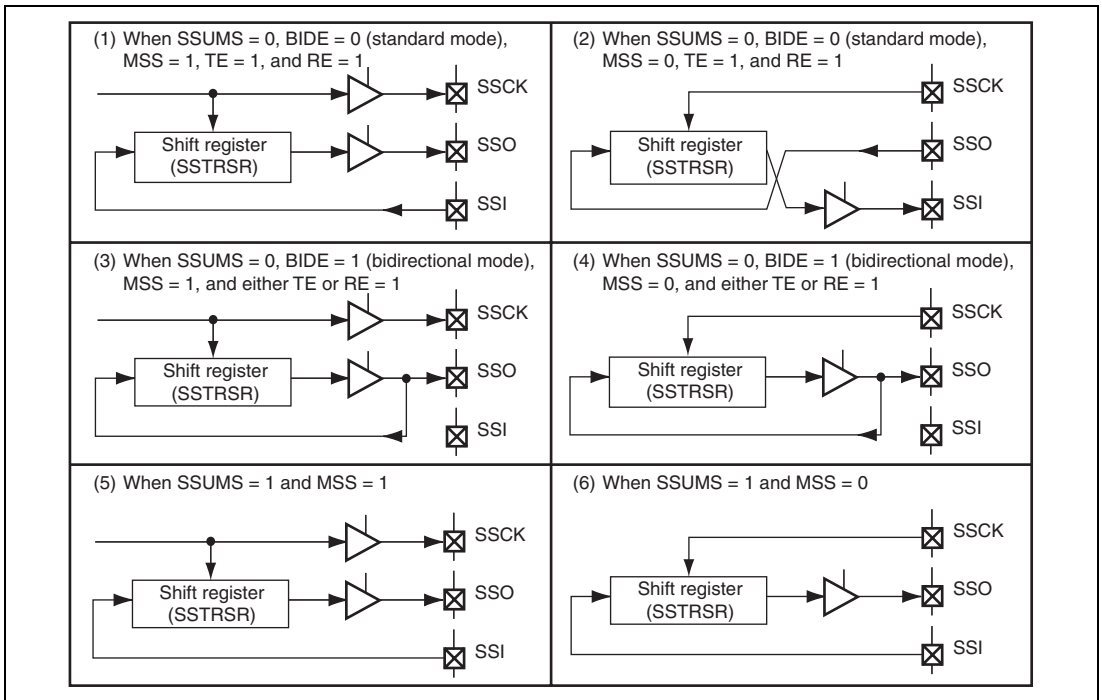 (1) When SSUMS = 0, BIDE = 0 (standard mode),
MSS = 1, TE = 1, and RE = 1
SSCK
Shift register
(SSTRSR)
SSO
SSI
(2) When SSUMS = 0, BIDE = 0 (standard mode),
MSS = 0, TE = 1, and RE = 1
SSCK
Shift register
(SSTRSR)
SSO
SSI
(3) When SSUMS = 0, BIDE = 1 (bidirectional mode),
MSS = 1, and either TE or RE = 1
SSCK
Shift register
(SSTRSR)
SSO
SSI
(4) When SSUMS = 0, BIDE = 1 (bidirectional mode),
MSS = 0, and either TE or RE = 1
SSCK
Shift register
(SSTRSR)
SSO
SSI
(5) When SSUMS = 1 and MSS = 1
SSCK
Shift register
(SSTRSR)
SSO
SSI
(6) When SSUMS = 1 and MSS = 0
SSCK
Shift register
(SSTRSR)
SSO
SSI